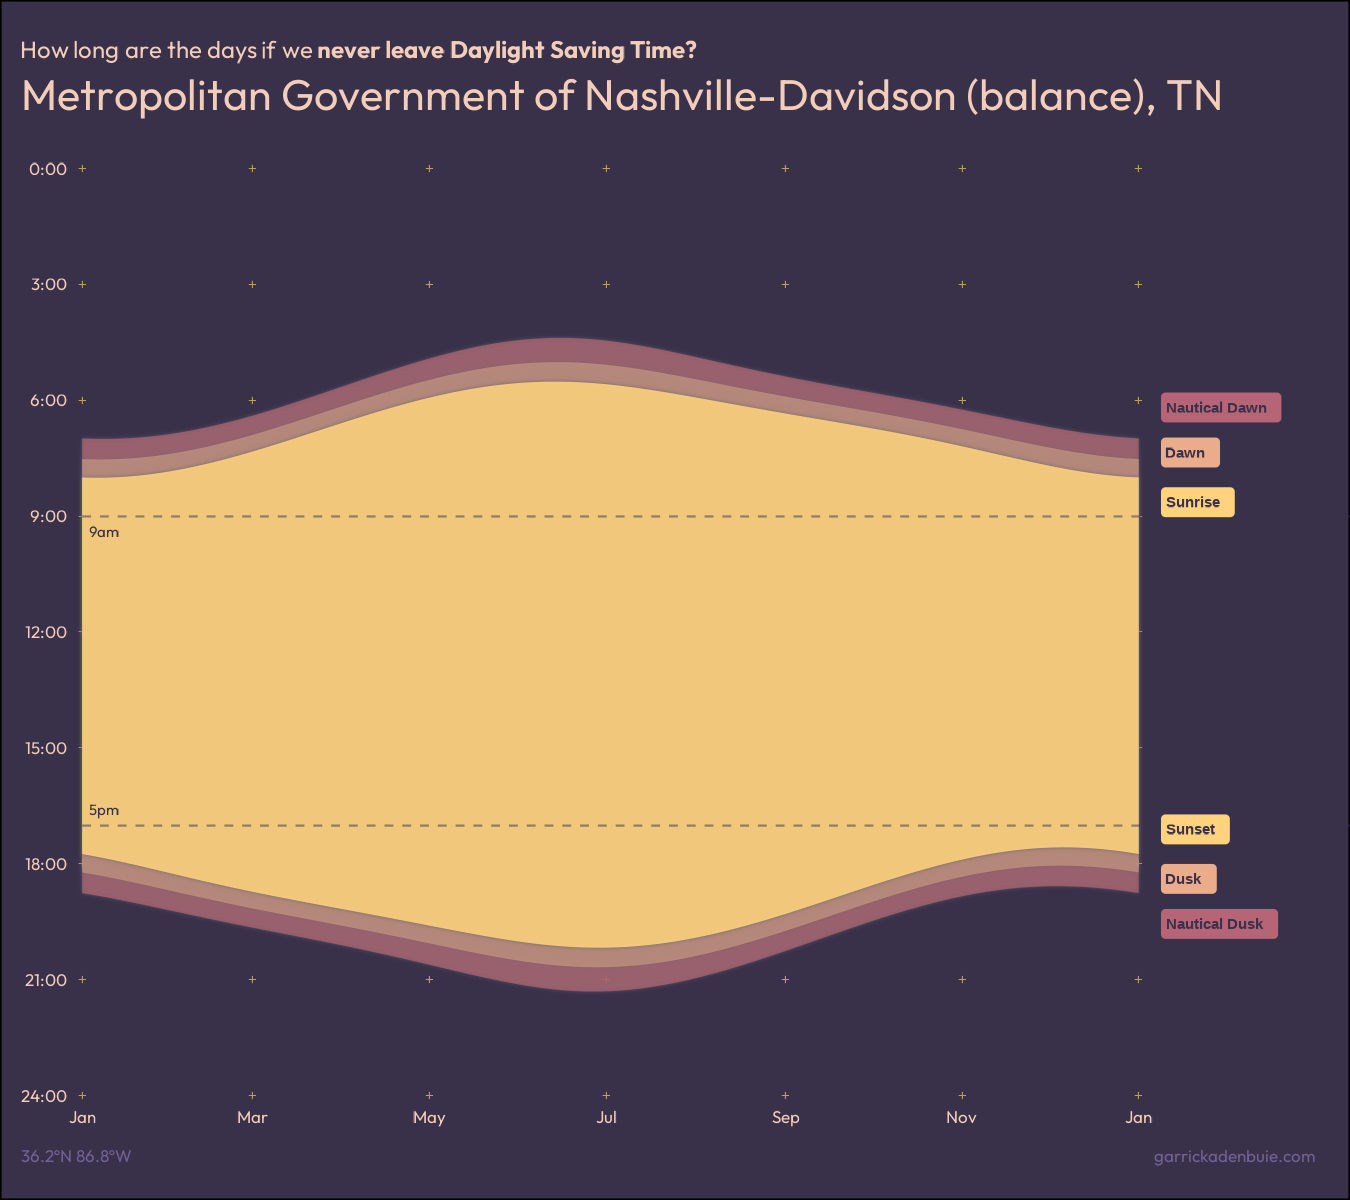 How long are the days if we never leave Daylight Saving Time?
Metropolitan Government of Nashville-Davidson (balance), TN
0:00
3:00
6:00
Nautical Dawn
Dawn
Sunrise
9:00
9am
12:00
15:00
5pm
Sunset
18:00
Dusk
Nautical Dusk
21:00
24:00
Jan Mar May Jul Sep Nov Jan
36.2°N 86.8°W
garrickadenbuie.com